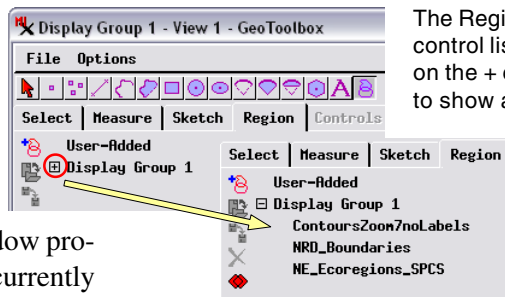 Display Group 1 - View 1 - GeoToolbox
File Options
Select Measure Sketch Region Controls
User-Added
Display Group 1
The Regi
control lis
on the +
to show a
Select Measure Sketch Region
User-Added
Display Group 1
ContoursZoom7noLabels
NRD_Boundaries
NE_Ecoregions_SPCS
dow pro-
currently